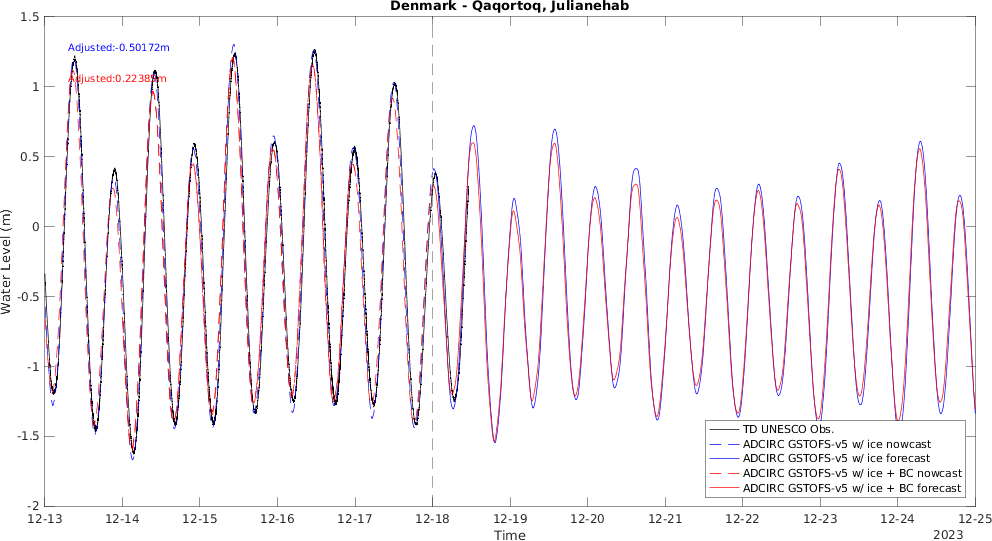 Denmark - Qaqortoq, Julianehab
Adjusted:-0.50172m
Adjusted:0.22385m
1.5
1
0.5
0
-0.5
-1
-1.5
-2
Water Level (m)
TD UNESCO Obs.
ADCIRC GSTOFS-v5 w/ ice nowcast
ADCIRC GSTOFS-v5 w/ ice forecast
ADCIRC GSTOFS-v5 w/ ice + BC nowcast
ADCIRC GSTOFS-v5 w/ ice + BC forecast
12-13 12-14 12-15 12-16 12-17 12-18 12-19 12-20 12-21 12-22 12-23 12-24 12-25
Time
2023